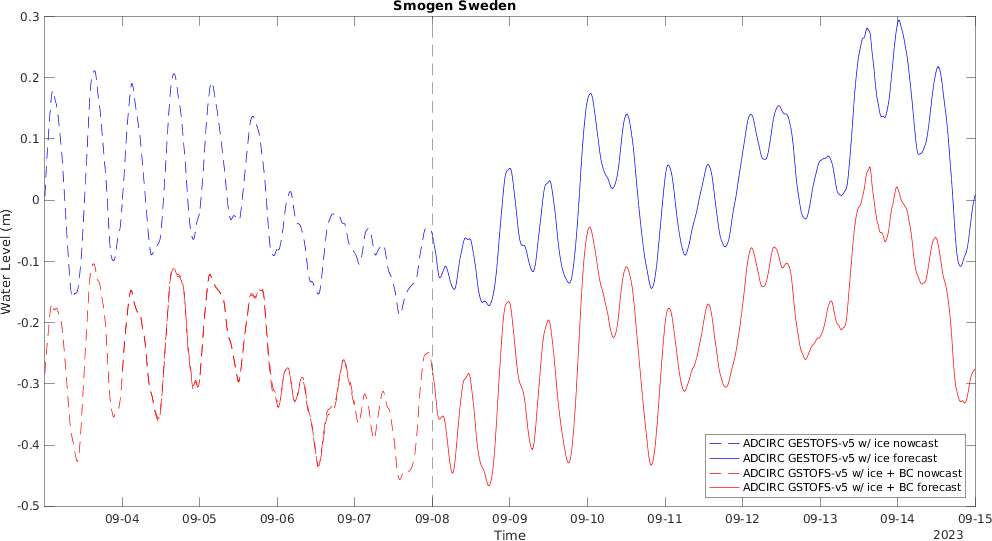 Smogen Sweden
0.3
0.2
0.1
0
-0.1
-0.2
-0.3
-0.4
-0.5
Water Level (m)
ADCIRC GESTOFS-v5 w/ ice nowcast
ADCIRC GESTOFS-v5 w/ ice forecast
ADCIRC GSTOFS-v5 w/ ice + BC nowcast
ADCIRC GSTOFS-v5 w/ ice + BC forecast
09-04 09-05 09-06 09-07 09-08 09-09 09-10 09-11 09-12 09-13 09-14 09-15
Time
2023